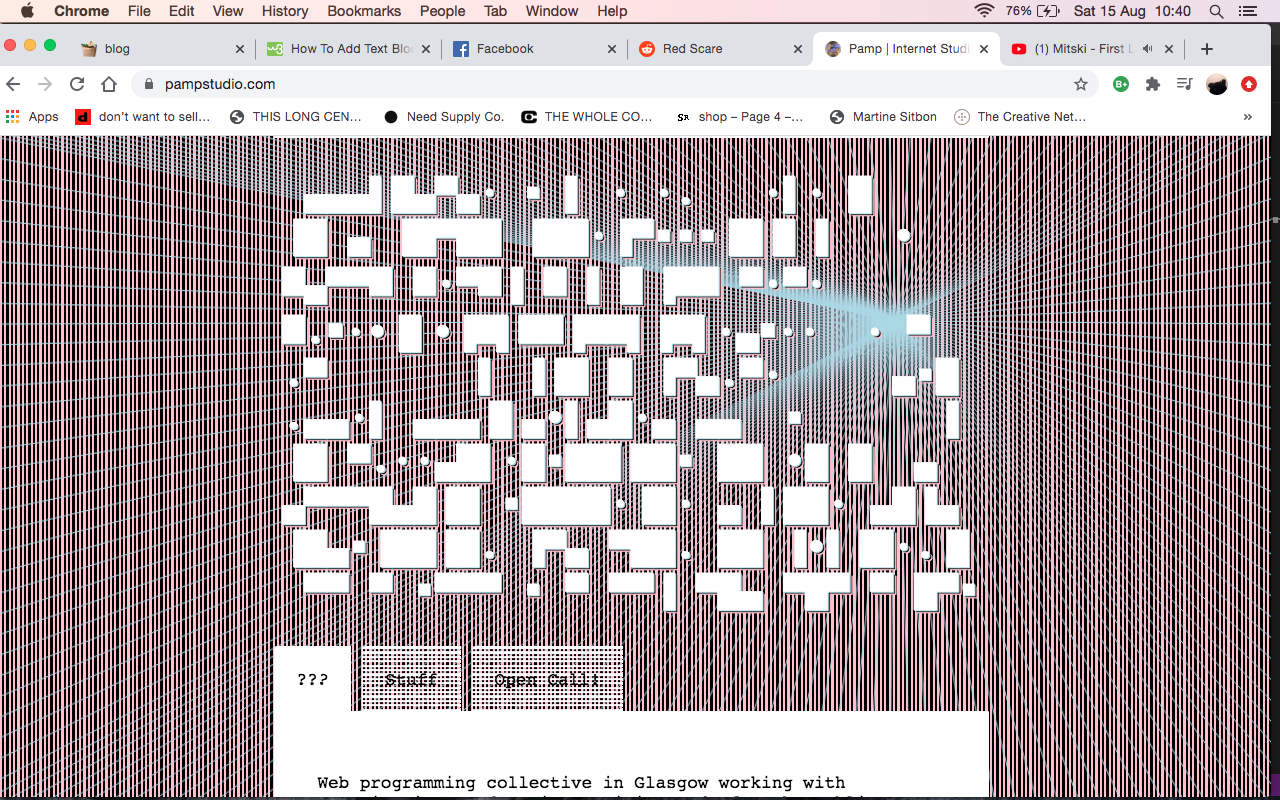 Chrome File Edit View History Bookmarks People Tab Window Help 76% Sat 15 Aug 10:40
blog How To Add Text Blo Facebook Red Scare Pamp | Internet Studi (1) Mitski - First L
pampstudio.com
Apps don't want to sell... THIS LONG CEN... Need Supply Co. THE WHOLE CO... shop – Page 4 –... Martine Sitbon The Creative Net... »
??? Stuff Open Call!
Web programming collective in Glasgow working with